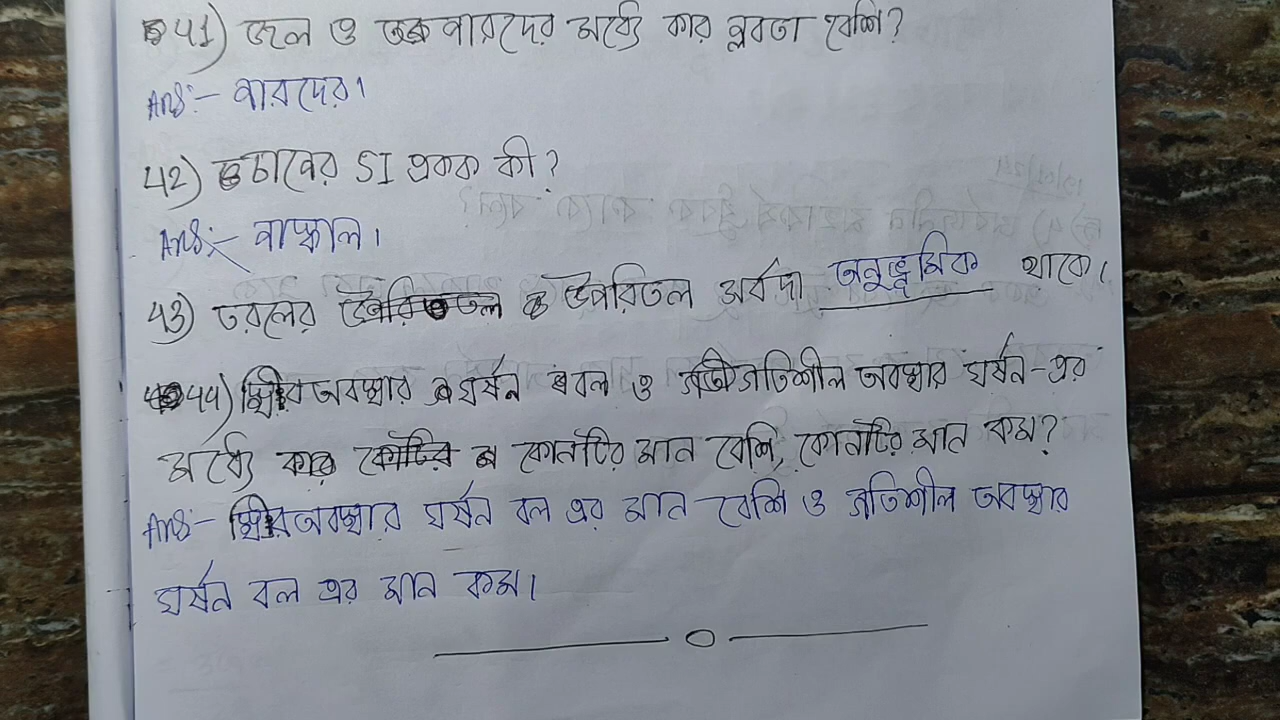 41) জল ও পারদের মধ্যে কার প্লবতা বেশি?
Ans:- পারদের।
42) চাপের SI একক কী?
Ans:- পাস্কাল।
43) তরলের উপরিতল সর্বদা অনুভূমিক থাকে।
44) স্থির অবস্থার ঘর্ষন বল ও গতিশীল অবস্থার ঘর্ষন-এর
মধ্যে কোনটির মান বেশি, কোনটির মান কম?
Ans:- স্থির অবস্থার ঘর্ষন বল এর মান বেশি ও গতিশীল অবস্থার
ঘর্ষন বল এর মান কম।